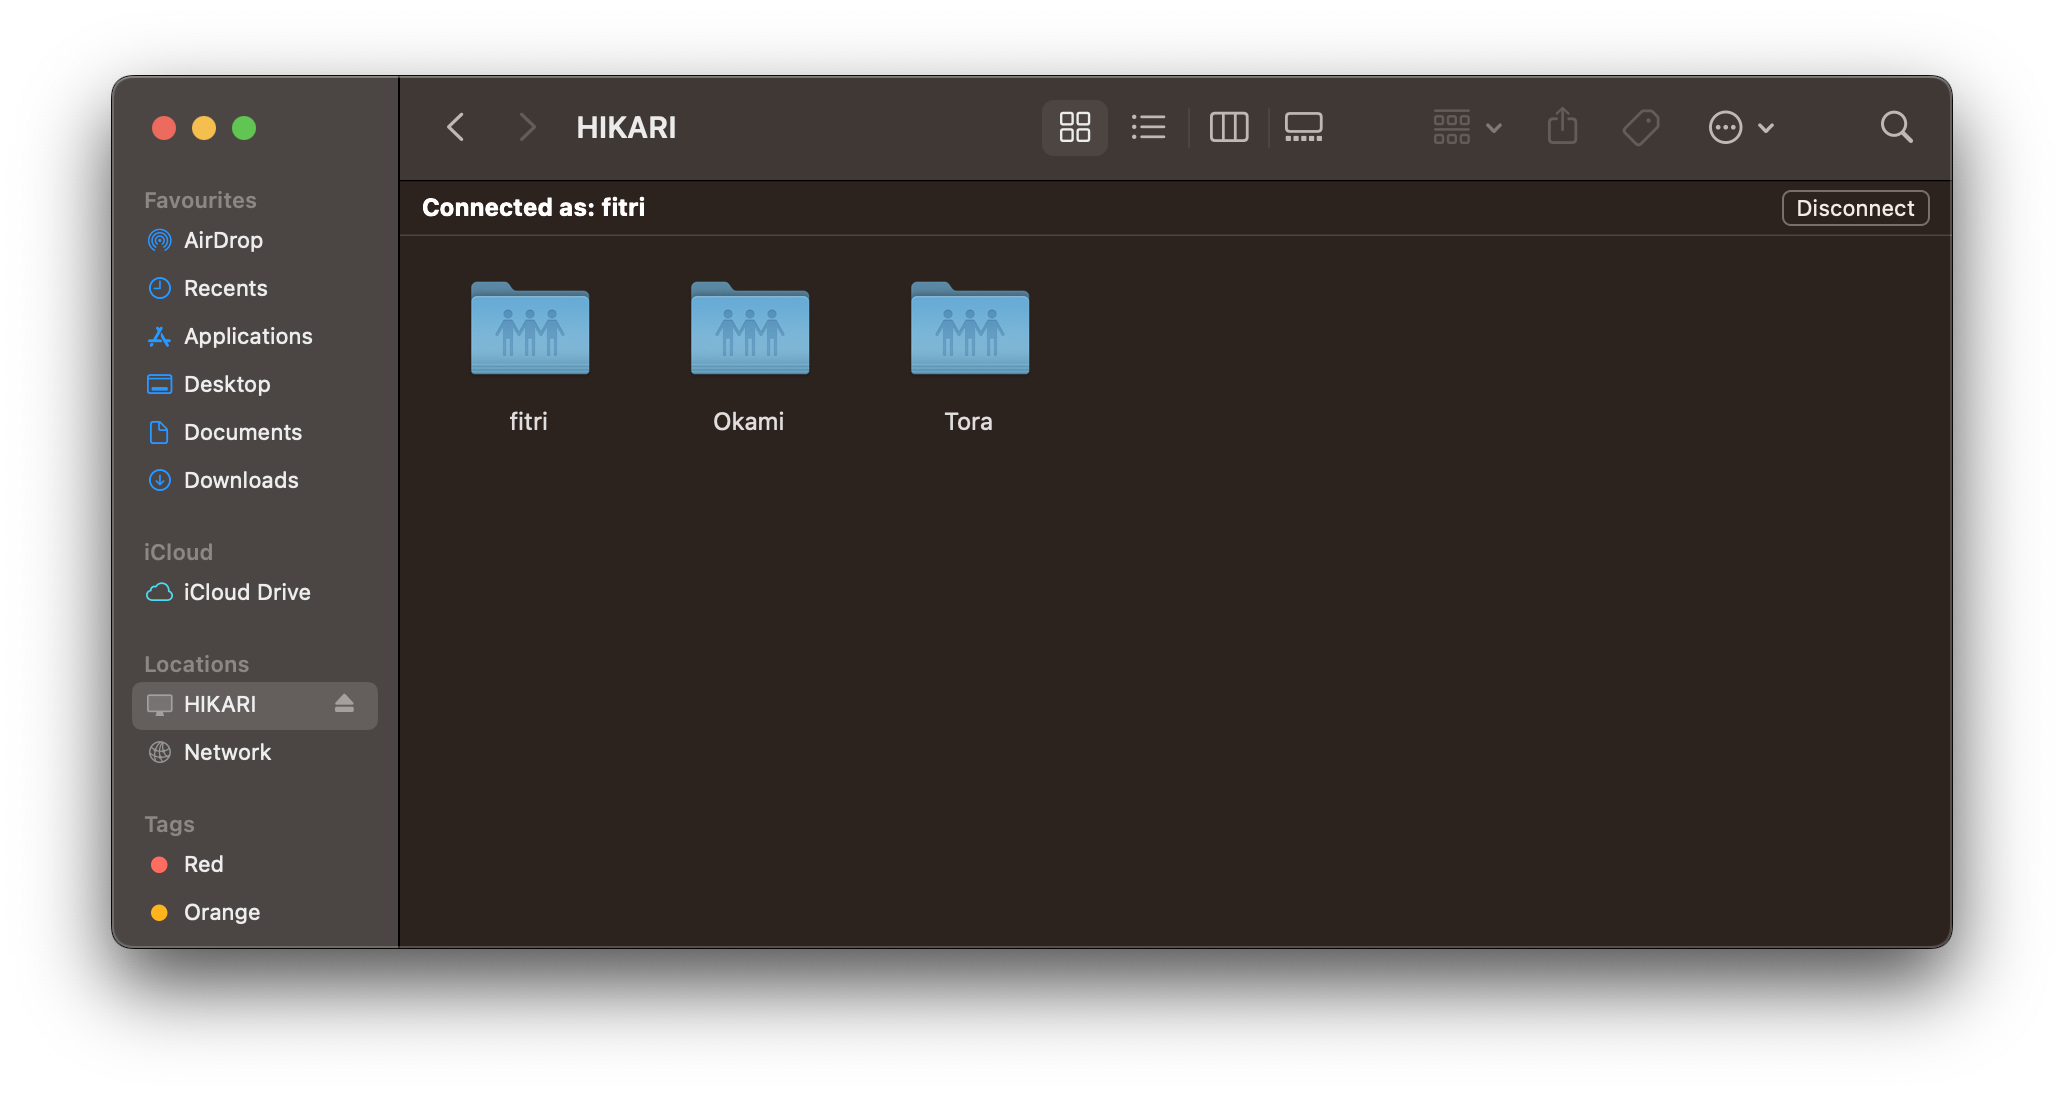 HIKARI
Favourites
AirDrop
Recents
Applications
Desktop
Documents
Downloads
iCloud
iCloud Drive
Locations
HIKARI
Network
Tags
Red
Orange
Connected as: fitri
Disconnect
fitri
Okami
Tora